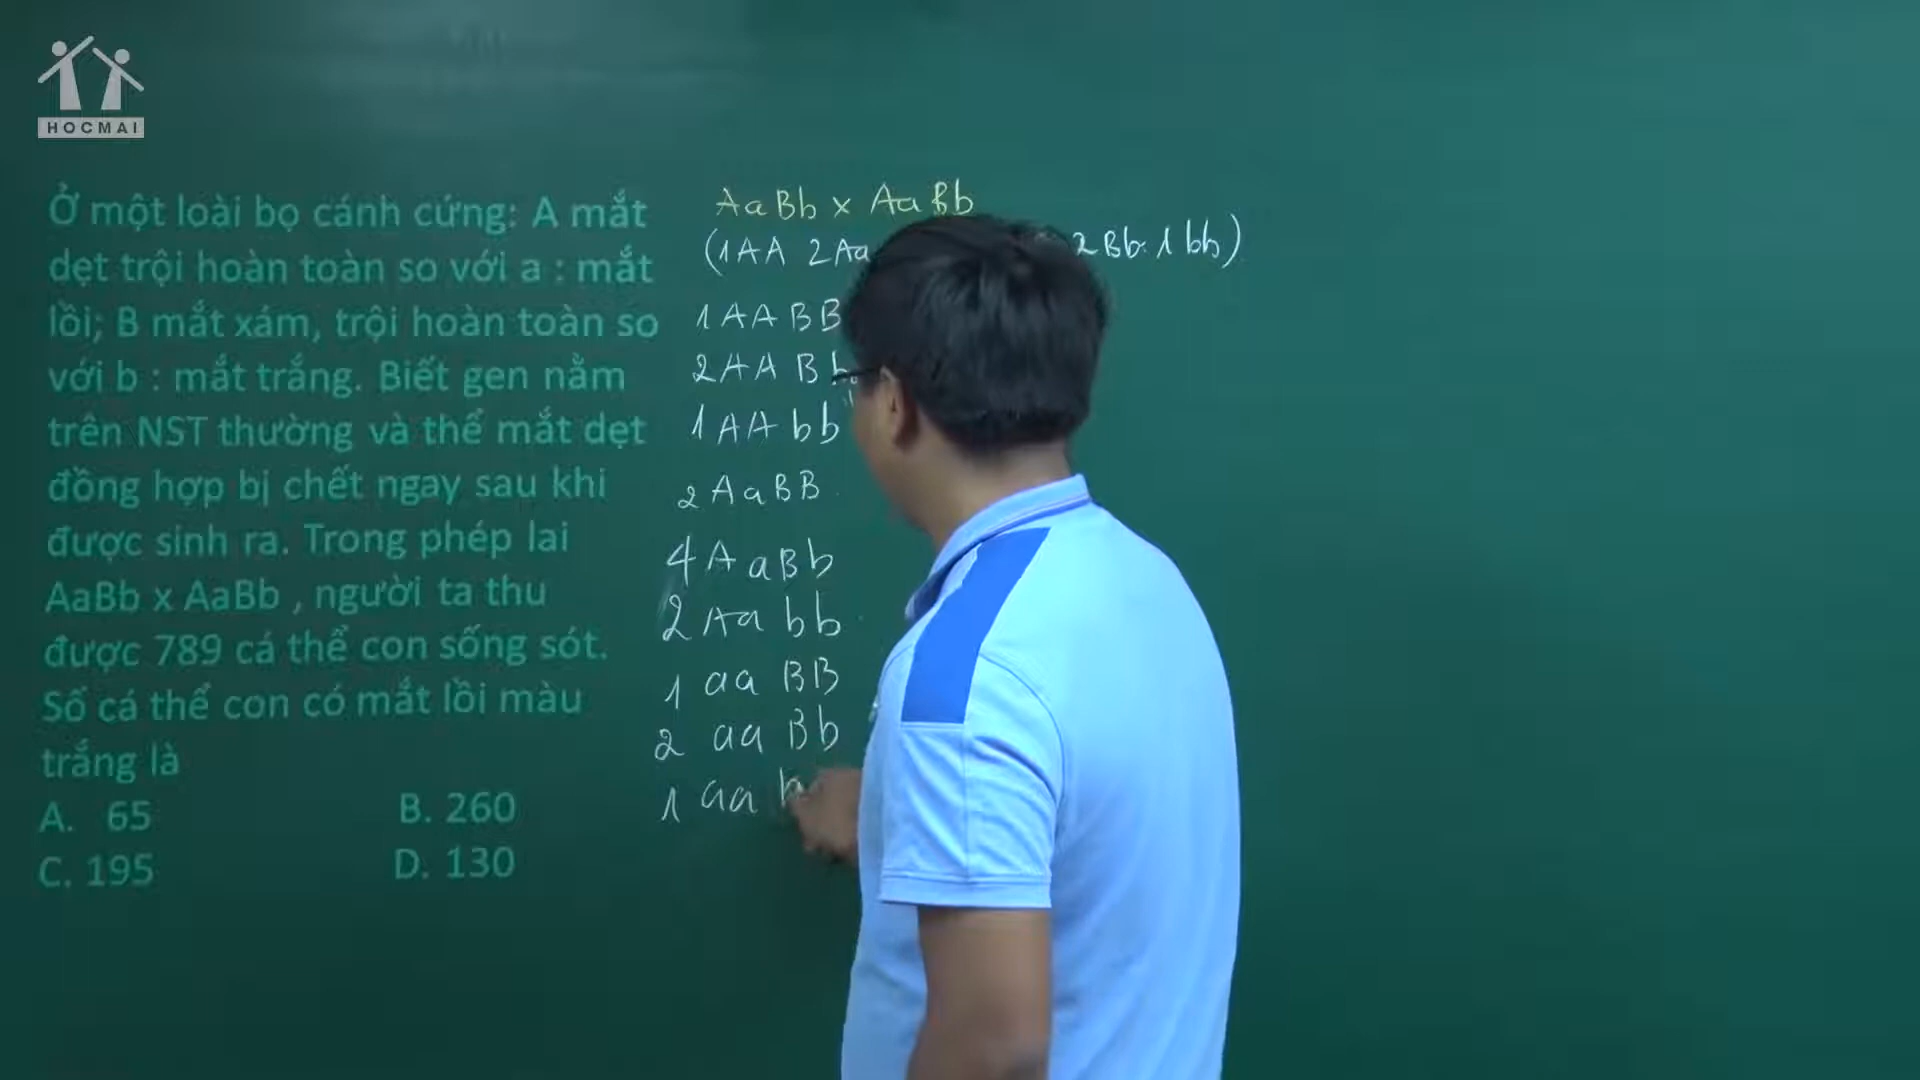 HOCMAI
Ở một loài bọ cánh cứng: A mắt
dẹt trội hoàn toàn so với a : mắt
lồi; B mắt xám, trội hoàn toàn so
với b : mắt trắng. Biết gen nằm
trên NST thường và thể mắt dẹt
đồng hợp bị chết ngay sau khi
được sinh ra. Trong phép lai
AaBb x AaBb , người ta thu
được 789 cá thể con sống sót.
Số cá thể con có mắt lồi màu
trắng là
A. 65 B. 260
C. 195 D. 130
AaBb x AaBb
(1AA 2Aa 2Bb:1bb)
1AABB
2AABb
1AAbb
2AaBB
4AaBb
2Aabb
1aaBB
2aaBb
1aab